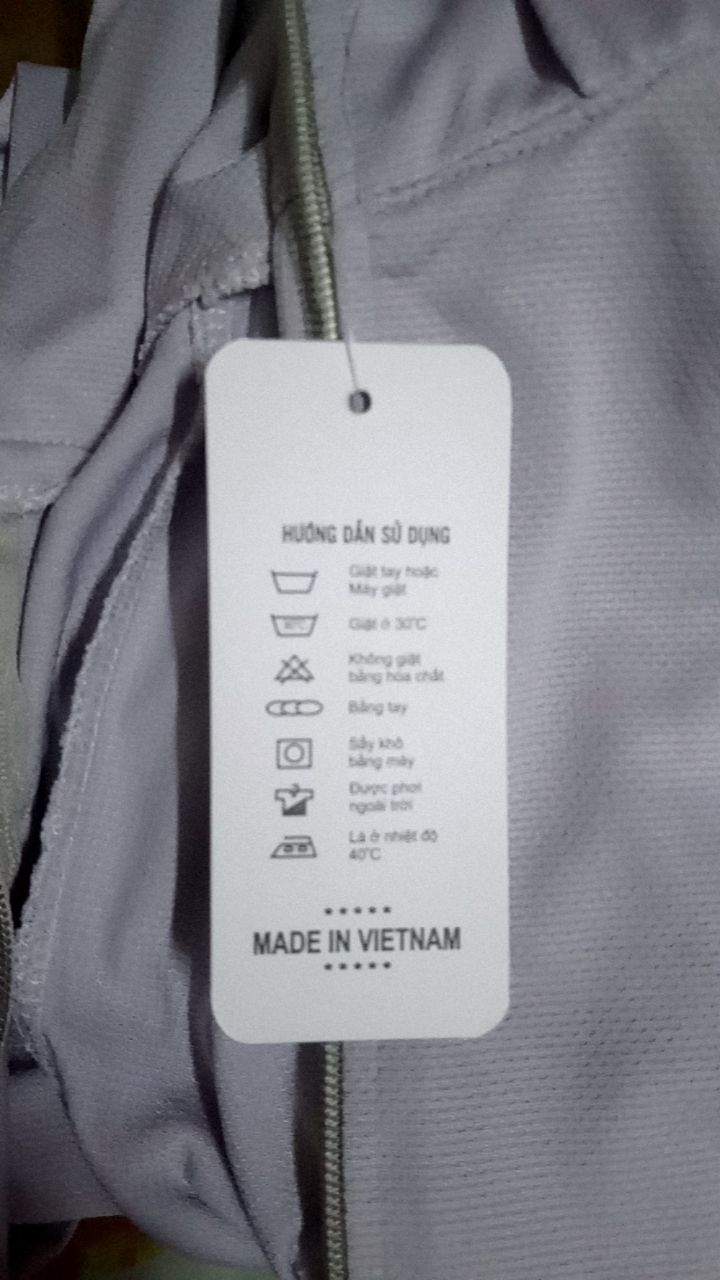 HƯỚNG DẪN SỬ DỤNG
Giặt tay hoặc
Máy giặt
30°C
Giặt ở 30°C
Không giặt
bằng hóa chất
Bằng tay
Sấy khô
bằng máy
Được phơi
ngoài trời
Là ở nhiệt độ
40°C
★★★★★
MADE IN VIETNAM
★★★★★